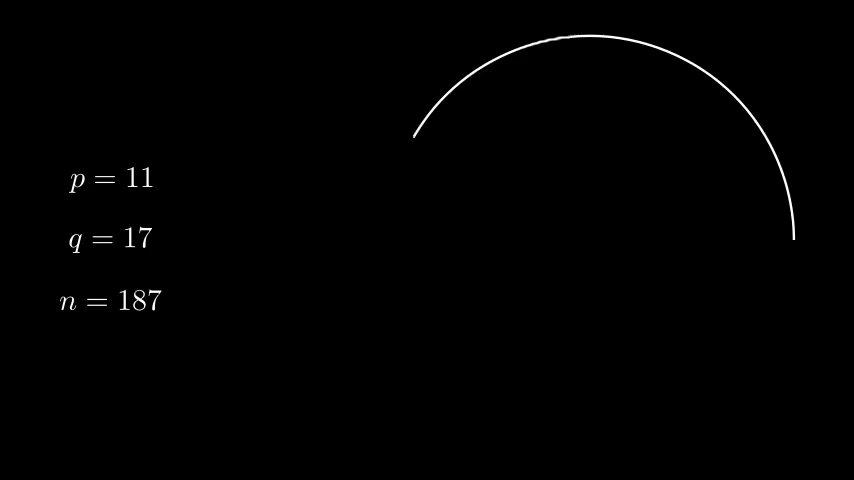 p = 11
q = 17
n = 187